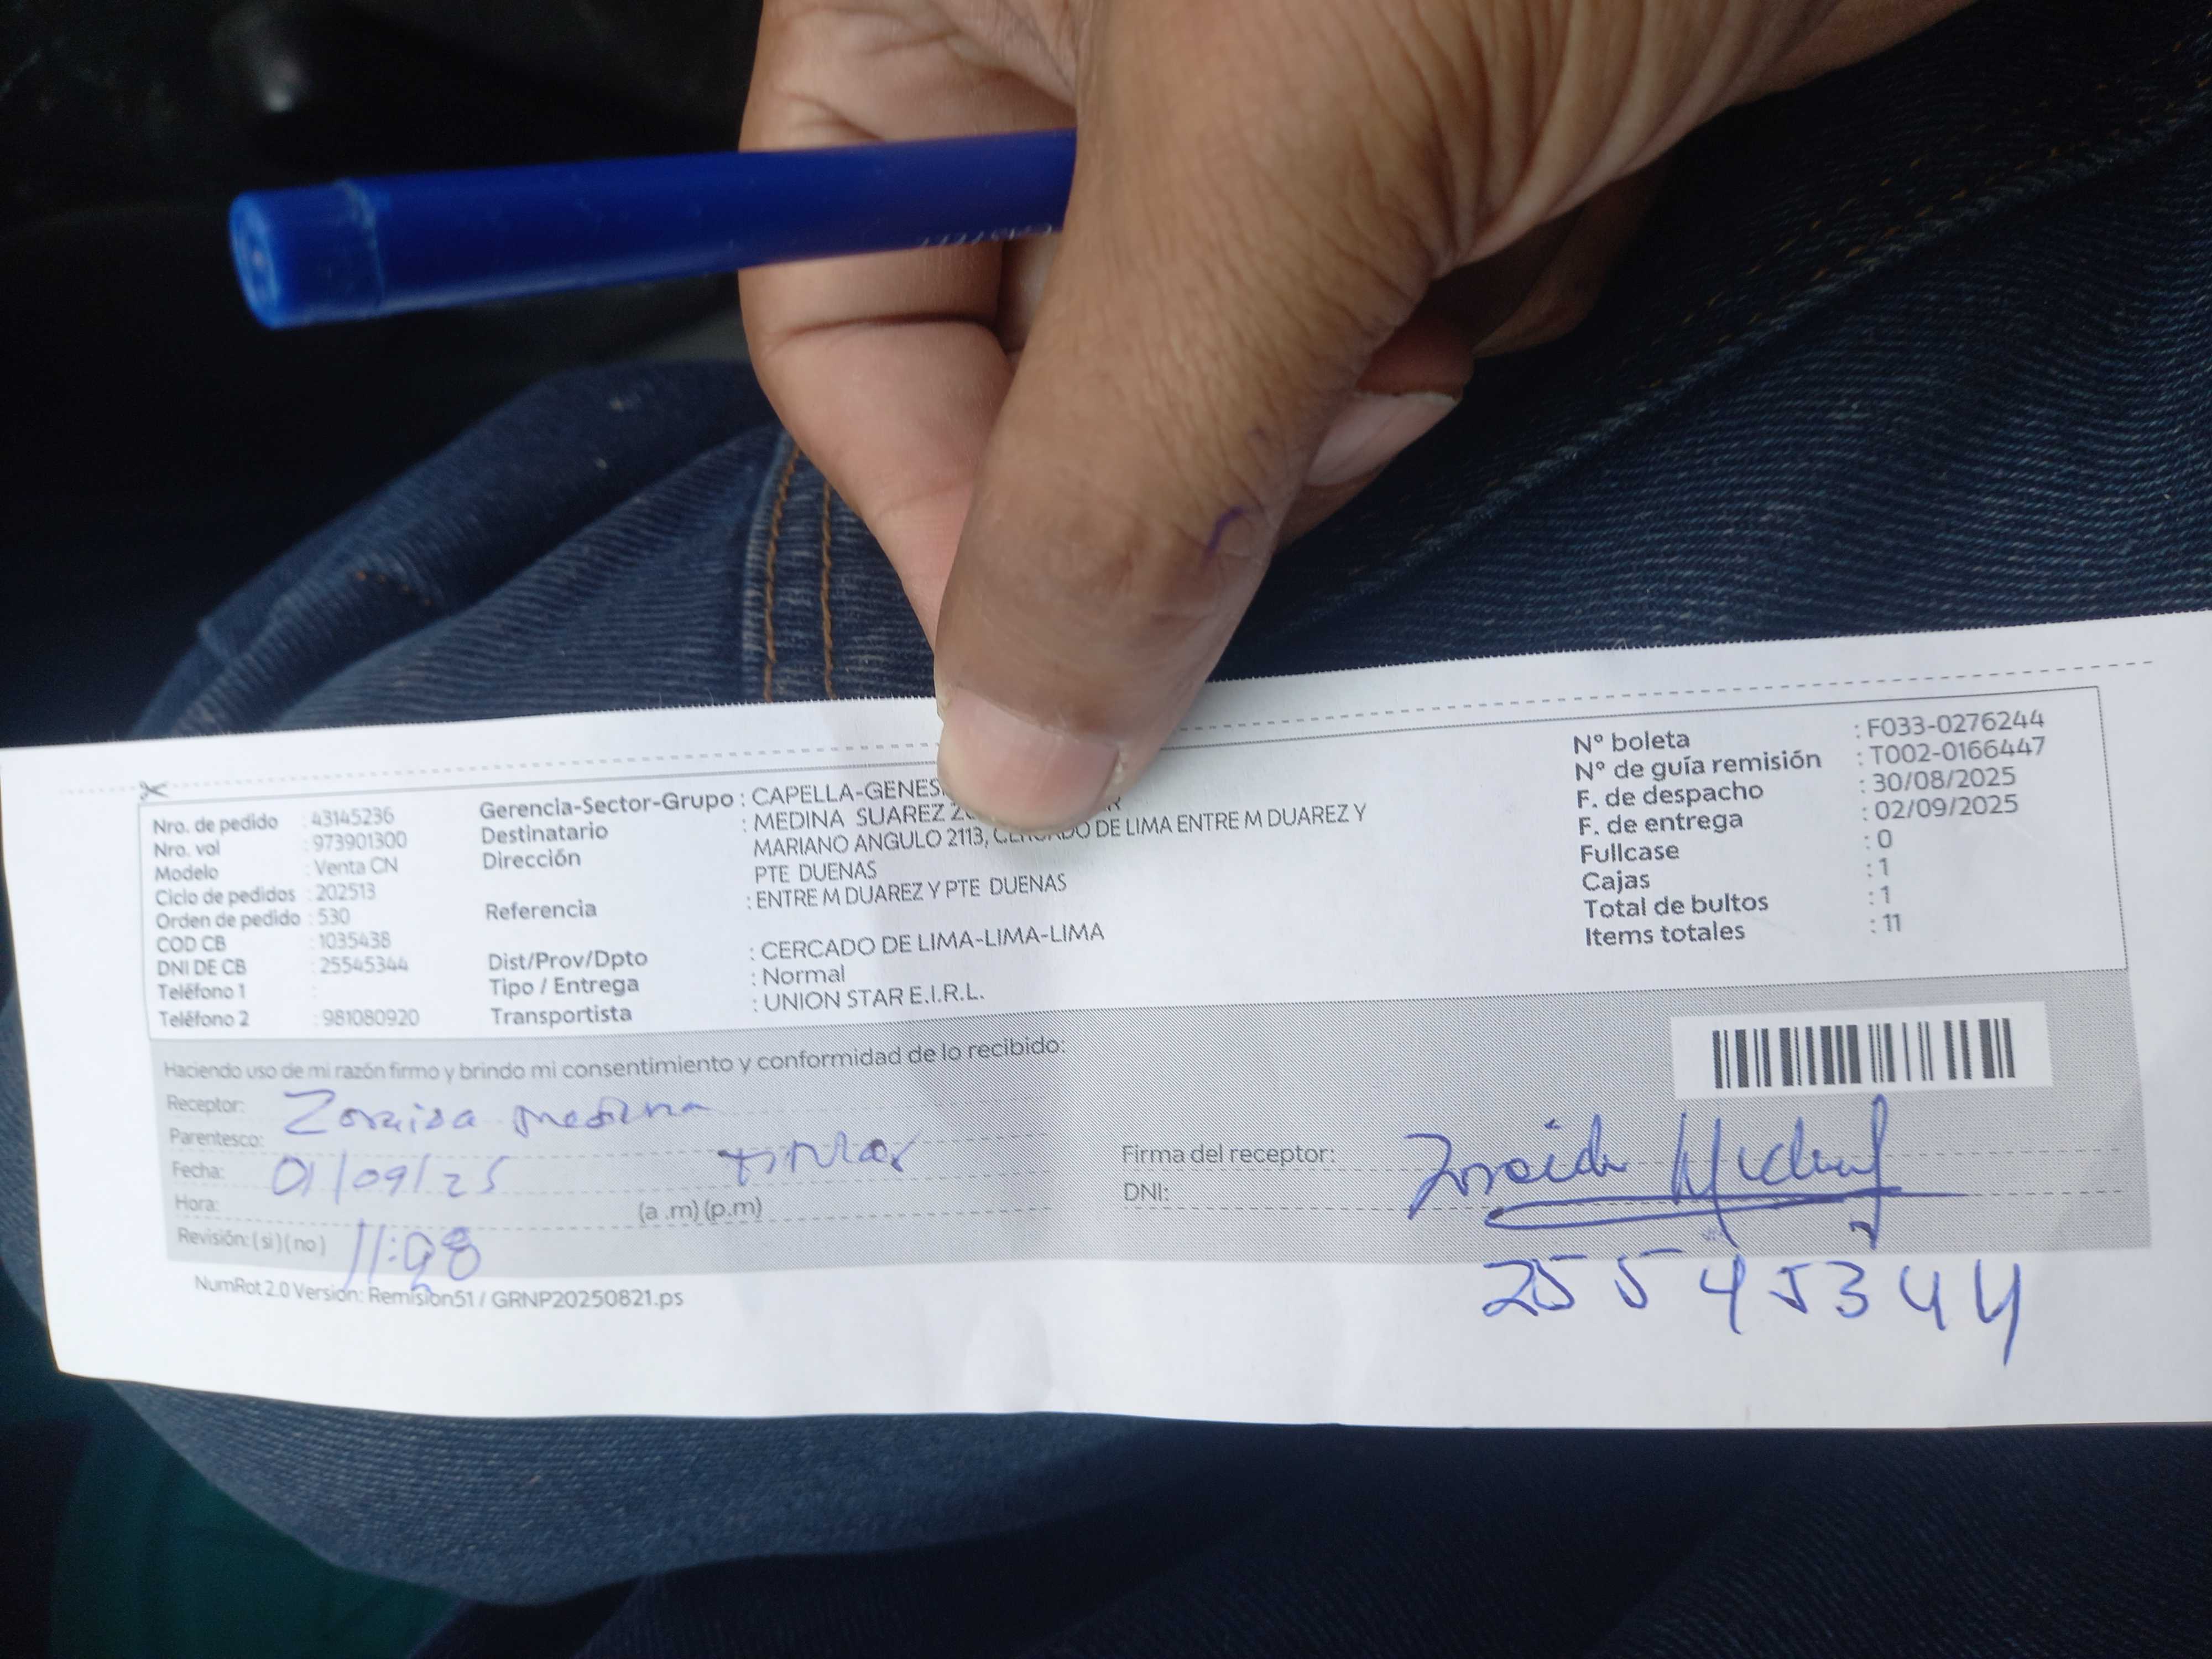 Nro. de pedido : 43145236
Nro. vol : 973901300
Modelo : Venta CN
Ciclo de pedidos : 202513
Orden de pedido : 530
COD CB : 1035438
DNI DE CB : 25545344
Teléfono 1 :
Teléfono 2 : 981080920
Gerencia-Sector-Grupo : CAPELLA-GENES
Destinatario : MEDINA SUAREZ
Dirección MARIANO ANGULO 2113, CERCADO DE LIMA ENTRE M DUAREZ Y
PTE DUENAS
Referencia : ENTRE M DUAREZ Y PTE DUENAS
Dist/Prov/Dpto : CERCADO DE LIMA-LIMA-LIMA
Tipo / Entrega : Normal
Transportista : UNION STAR E.I.R.L.
N° boleta : F033-0276244
N° de guía remisión : T002-0166447
F. de despacho : 30/08/2025
F. de entrega : 02/09/2025
Fullcase : 0
Cajas : 1
Total de bultos : 1
Items totales : 11
Haciendo uso de mi razón firmo y brindo mi consentimiento y conformidad de lo recibido:
Receptor: Zoraida medina
Parentesco: titular
Fecha: 01/09/25
Hora: (a .m) (p.m)
Revisión: ( si ) ( no )
Firma del receptor: Zoraida Medina
DNI: 25545344
NumRot 2.0 Version: Remision51 / GRNP20250821.ps